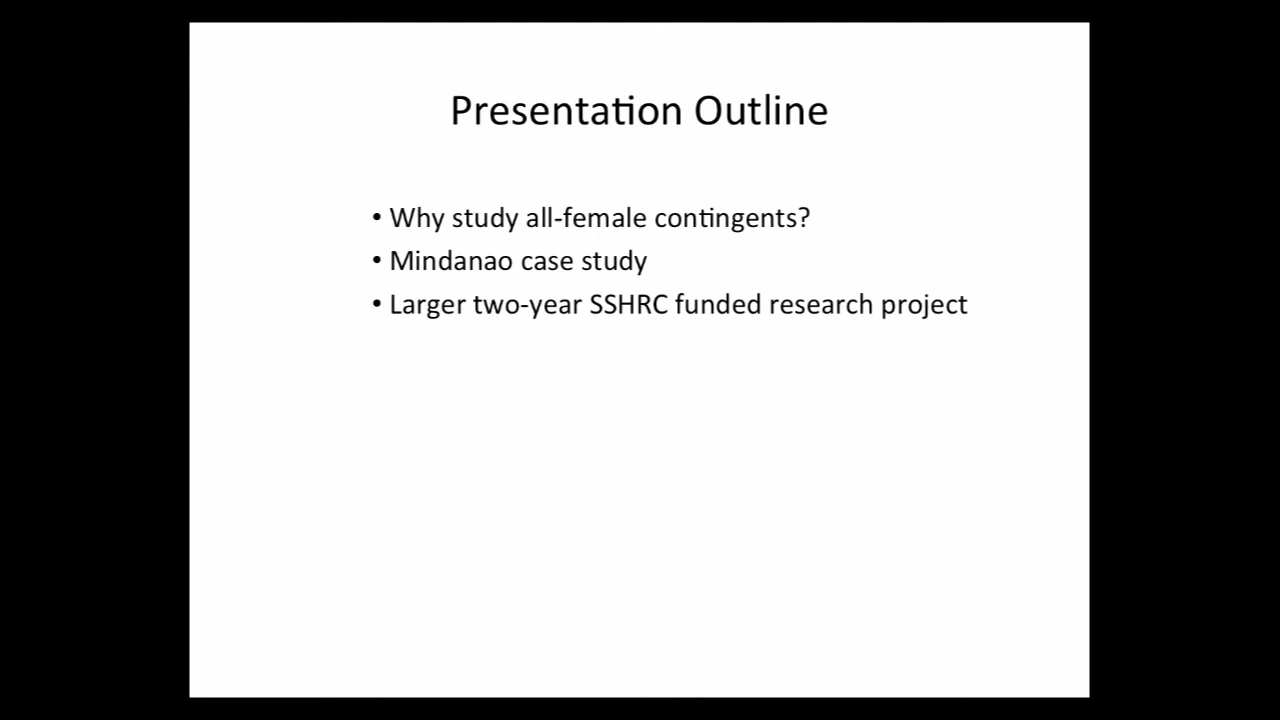 Presentation Outline
• Why study all-female contingents?
• Mindanao case study
• Larger two-year SSHRC funded research project